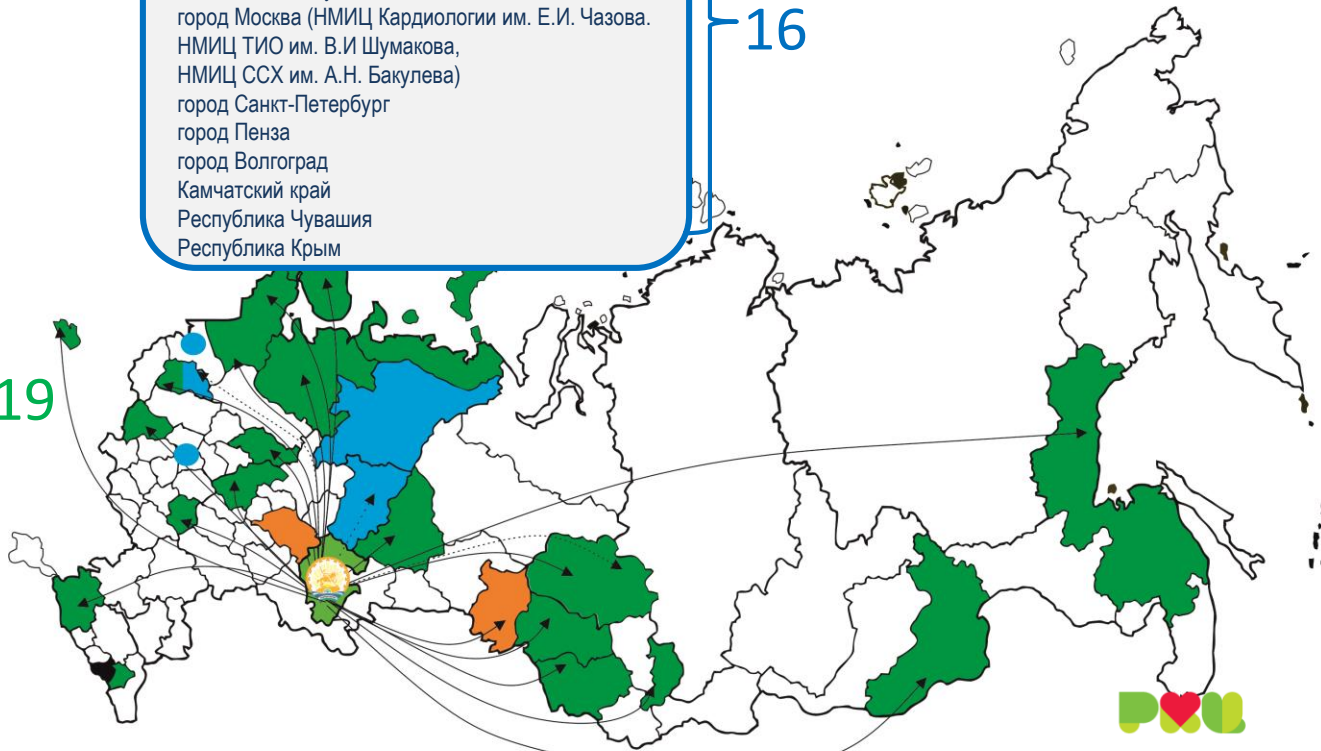 город Москва (НМИЦ Кардиологии им. Е.И. Чазова.
НМИЦ ТИО им. В.И Шумакова,
НМИЦ ССХ им. А.Н. Бакулева)
город Санкт-Петербург
город Пенза
город Волгоград
Камчатский край
Республика Чувашия
Республика Крым
16
19
РКЦ